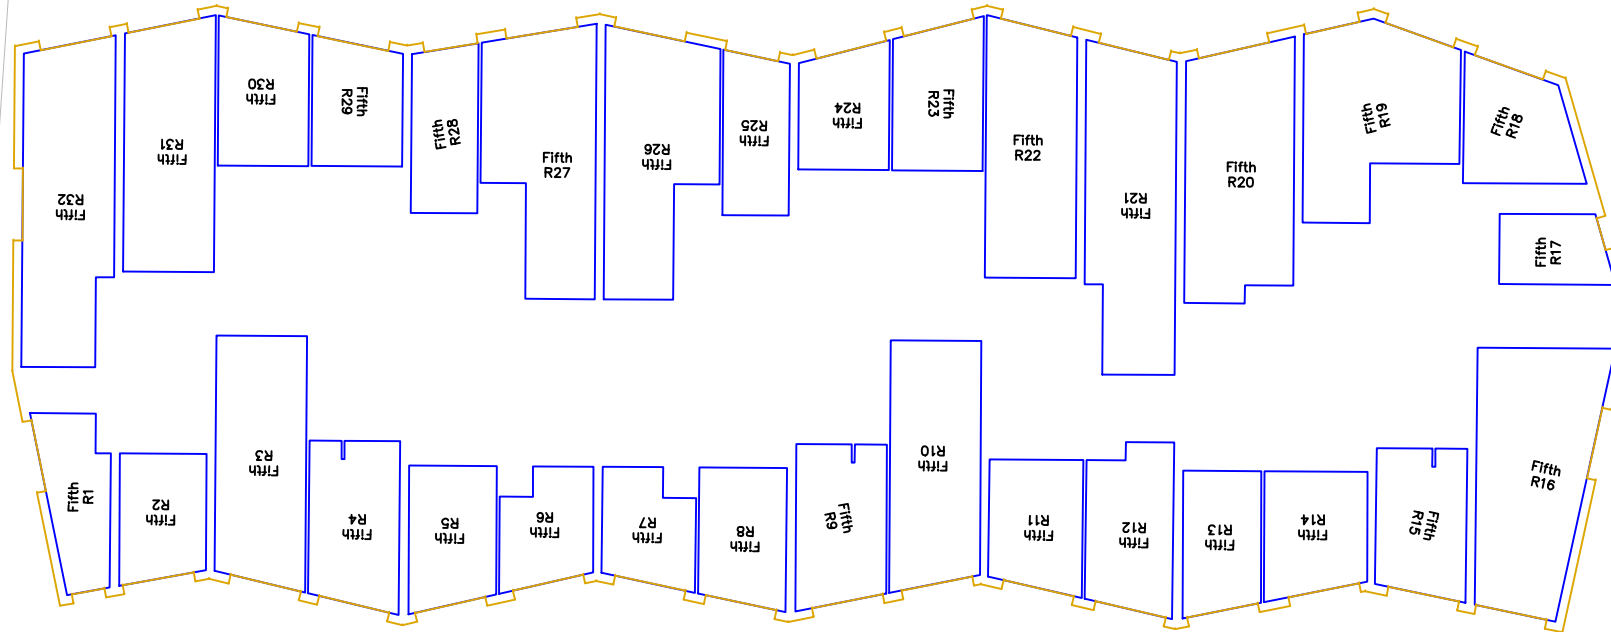 Fifth
R32
Fifth
R31
Fifth
R30
Fifth
R29
Fifth
R28
Fifth
R27
Fifth
R26
Fifth
R25
Fifth
R24
Fifth
R23
Fifth
R22
Fifth
R21
Fifth
R20
Fifth
R19
Fifth
R18
Fifth
R17
Fifth
R1
Fifth
R2
Fifth
R3
Fifth
R4
Fifth
R5
Fifth
R6
Fifth
R7
Fifth
R8
Fifth
R9
Fifth
R10
Fifth
R11
Fifth
R12
Fifth
R13
Fifth
R14
Fifth
R15
Fifth
R16